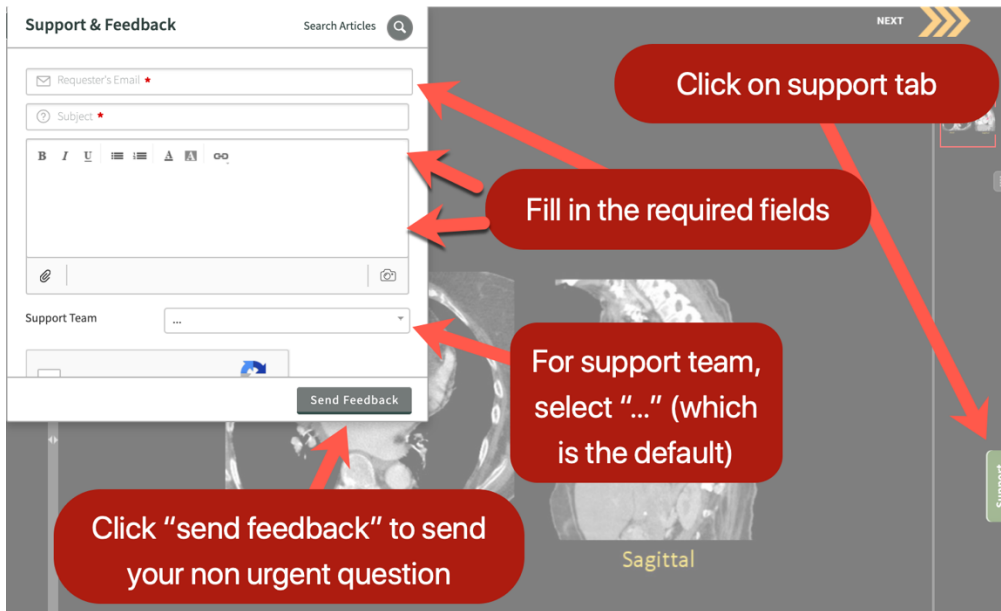 Support & Feedback
Search Articles
NEXT
Click on support tab
Requester's Email *
? Subject *
B I U A A
Fill in the required fields
Support Team
...
For support team,
select “...” (which
is the default)
Send Feedback
Support
Click “send feedback” to send
your non urgent question
Sagittal